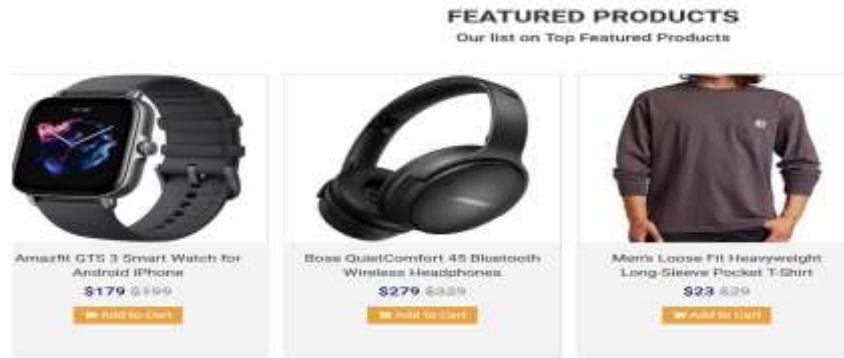 FEATURED PRODUCTS
Our list on Top Featured Products
Amazfit GTS 3 Smart Watch for
Android iPhone
$179 $199
Add to Cart
Bose QuietComfort 45 Bluetooth
Wireless Headphones
$279 $329
Add to Cart
Men's Loose Fit Heavyweight
Long-Sleeve Pocket T-Shirt
$23 $29
Add to Cart